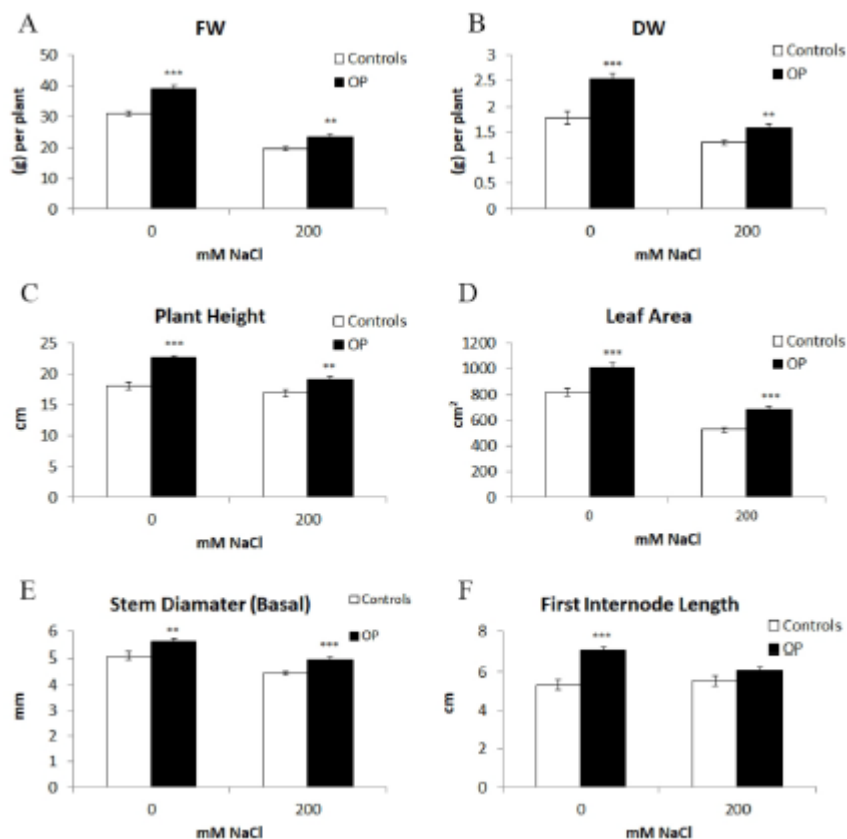 A
FW
50
40
30
20
10
0
(g) per plant
***
**
Controls
OP
0
200
mM NaCl
B
DW
3
2.5
2
1.5
1
0.5
0
(g) per plant
***
**
Controls
OP
0
200
mM NaCl
C
Plant Height
25
20
15
10
5
0
cm
***
**
Controls
OP
0
200
mM NaCl
D
Leaf Area
1200
1000
800
600
400
200
0
cm²
***
***
Controls
OP
0
200
mM NaCl
E
Stem Diamater (Basal)
6
5
4
3
2
1
0
mm
**
***
Controls
OP
0
200
mM NaCl
F
First Internode Length
8
6
4
2
0
cm
***
Controls
OP
0
200
mM NaCl